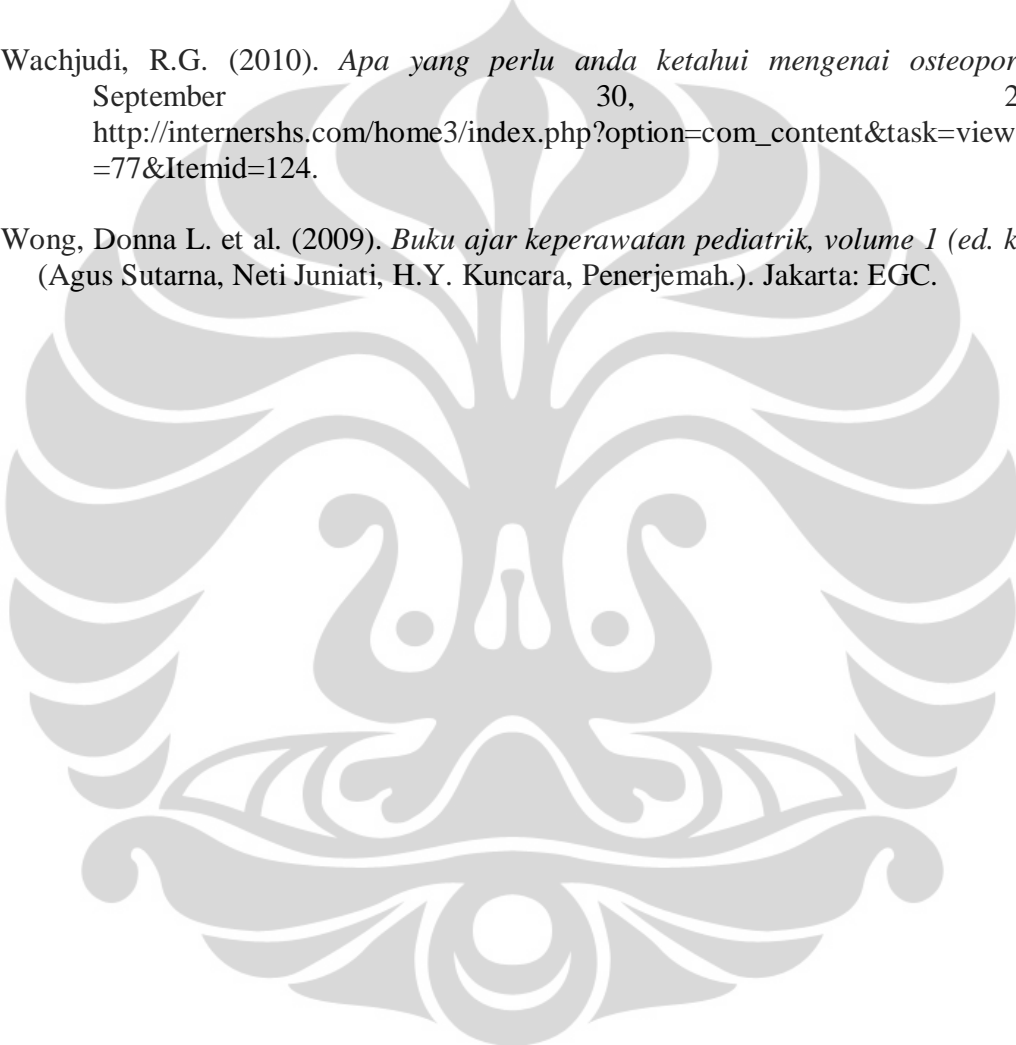 Wachjudi, R.G. (2010). Apa yang perlu anda ketahui mengenai osteopor
September 30, 2
http://internershs.com/home3/index.php?option=com_content&task=view
=77&Itemid=124.
Wong, Donna L. et al. (2009). Buku ajar keperawatan pediatrik, volume 1 (ed. k
(Agus Sutarna, Neti Juniati, H.Y. Kuncara, Penerjemah.). Jakarta: EGC.